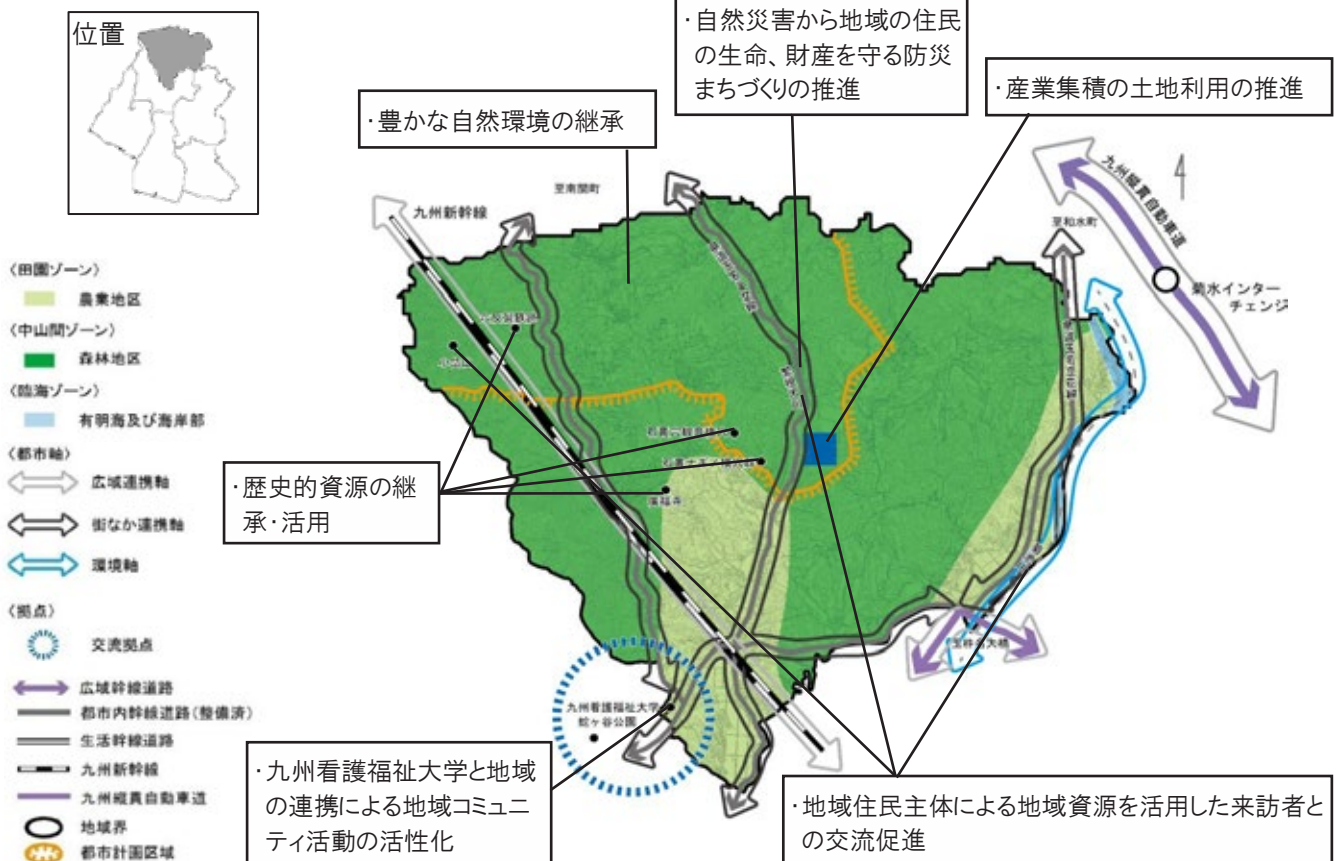 位置
・自然災害から地域の住民
の生命、財産を守る防災
まちづくりの推進
・産業集積の土地利用の推進
・豊かな自然環境の継承
至南関町
九州新幹線
九州縦貫自動車道
至和水町
菊水インター
チェンジ
〈田園ゾーン〉
農業地区
〈中山間ゾーン〉
森林地区
〈臨海ゾーン〉
有明海及び海岸部
〈都市軸〉
広域連携軸
街なか連携軸
環境軸
〈拠点〉
交流拠点
広域幹線道路
都市内幹線道路(整備済)
生活幹線道路
九州新幹線
九州縦貫自動車道
地域界
都市計画区域
・歴史的資源の継
承・活用
廣福寺
九州看護福祉大学
蛇ヶ谷公園
・九州看護福祉大学と地域
の連携による地域コミュニ
ティ活動の活性化
・地域住民主体による地域資源を活用した来訪者と
の交流促進